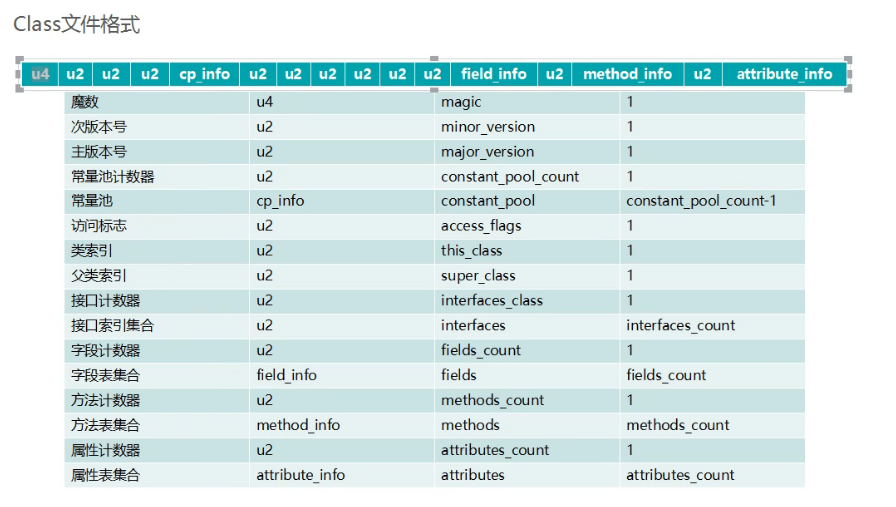 Class文件格式
u4 u2 u2 u2 cp_info u2 u2 u2 u2 u2 u2 field_info u2 method_info u2 attribute_info
魔数 u4 magic 1
次版本号 u2 minor_version 1
主版本号 u2 major_version 1
常量池计数器 u2 constant_pool_count 1
常量池 cp_info constant_pool constant_pool_count-1
访问标志 u2 access_flags 1
类索引 u2 this_class 1
父类索引 u2 super_class 1
接口计数器 u2 interfaces_class 1
接口索引集合 u2 interfaces interfaces_count
字段计数器 u2 fields_count 1
字段表集合 field_info fields fields_count
方法计数器 u2 methods_count 1
方法表集合 method_info methods methods_count
属性计数器 u2 attributes_count 1
属性表集合 attribute_info attributes attributes_count